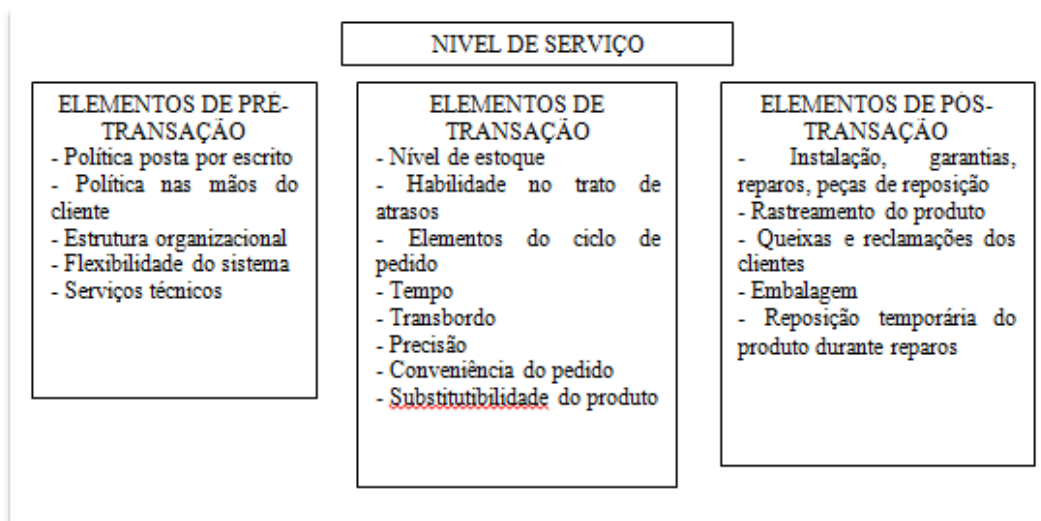 NIVEL DE SERVIÇO
ELEMENTOS DE PRÉ-
TRANSAÇÃO
- Política posta por escrito
- Política nas mãos do
cliente
- Estrutura organizacional
- Flexibilidade do sistema
- Serviços técnicos
ELEMENTOS DE
TRANSAÇÃO
- Nível de estoque
- Habilidade no trato de
atrasos
- Elementos do ciclo de
pedido
- Tempo
- Transbordo
- Precisão
- Conveniência do pedido
- Substitutibilidade do produto
ELEMENTOS DE PÓS-
TRANSAÇÃO
- Instalação, garantias,
reparos, peças de reposição
- Rastreamento do produto
- Queixas e reclamações dos
clientes
- Embalagem
- Reposição temporária do
produto durante reparos